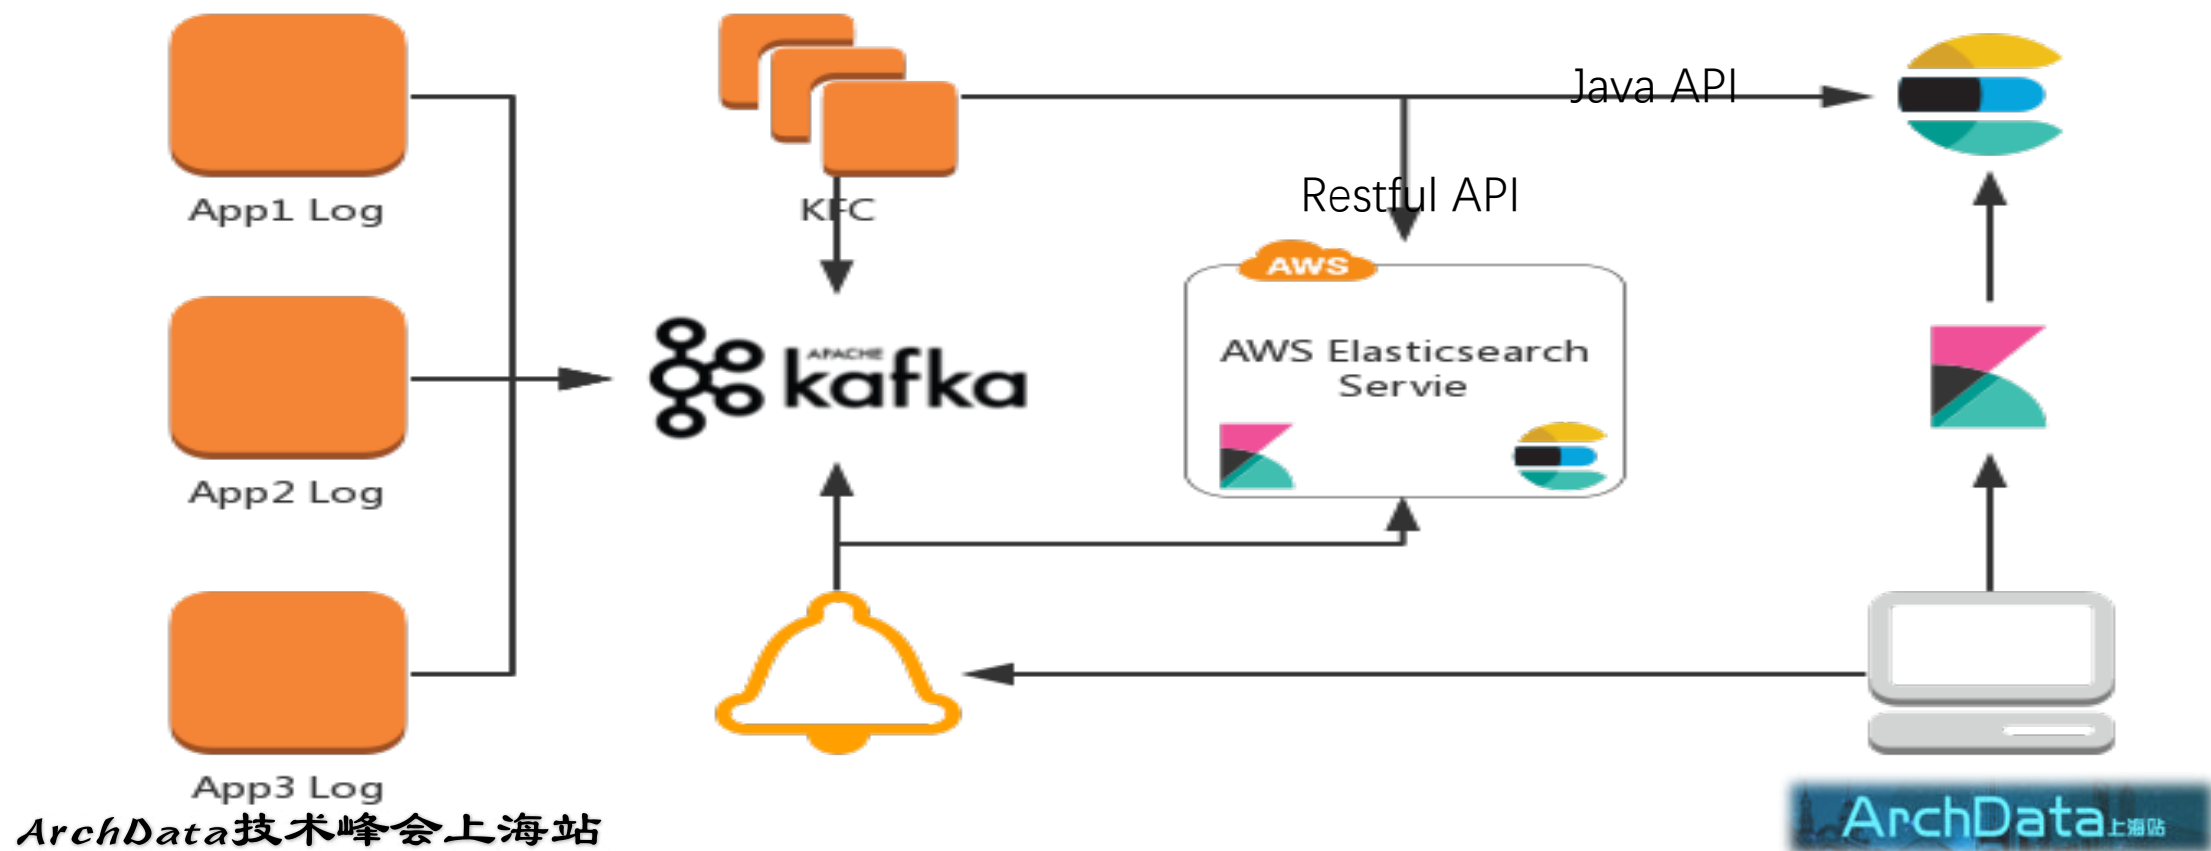 App1 Log
KFC
Java API
Restful API
AWS
AWS Elasticsearch
Servie
APACHE
kafka
App2 Log
App3 Log
ArchData技术峰会上海站
ArchData上海站